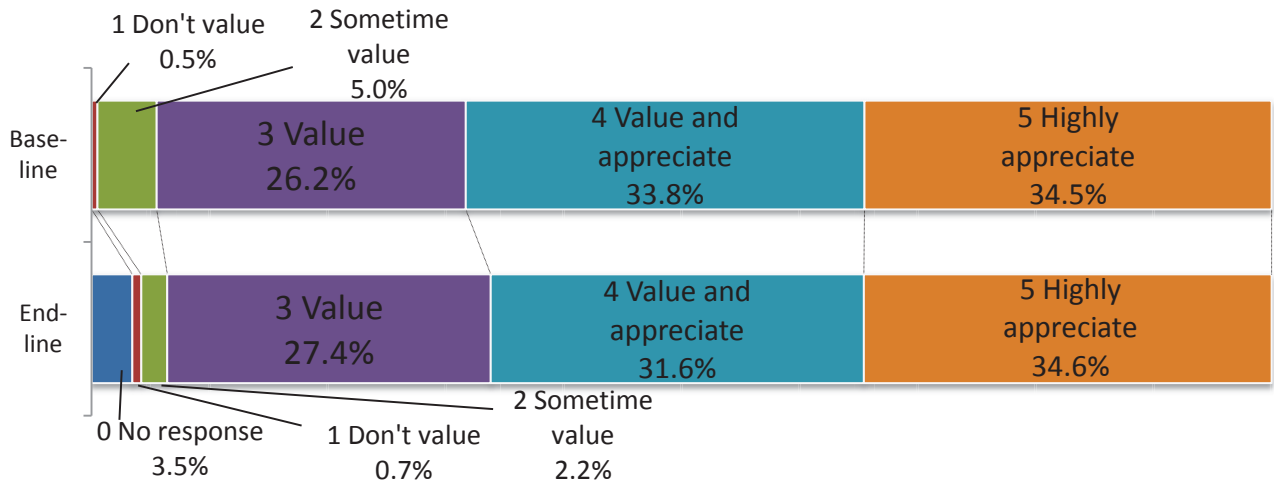 1 Don't value
0.5%
2 Sometime
value
5.0%
Base-
line
3 Value
26.2%
4 Value and
appreciate
33.8%
5 Highly
appreciate
34.5%
End-
line
3 Value
27.4%
4 Value and
appreciate
31.6%
5 Highly
appreciate
34.6%
0 No response
3.5%
1 Don't value
0.7%
2 Sometime
value
2.2%